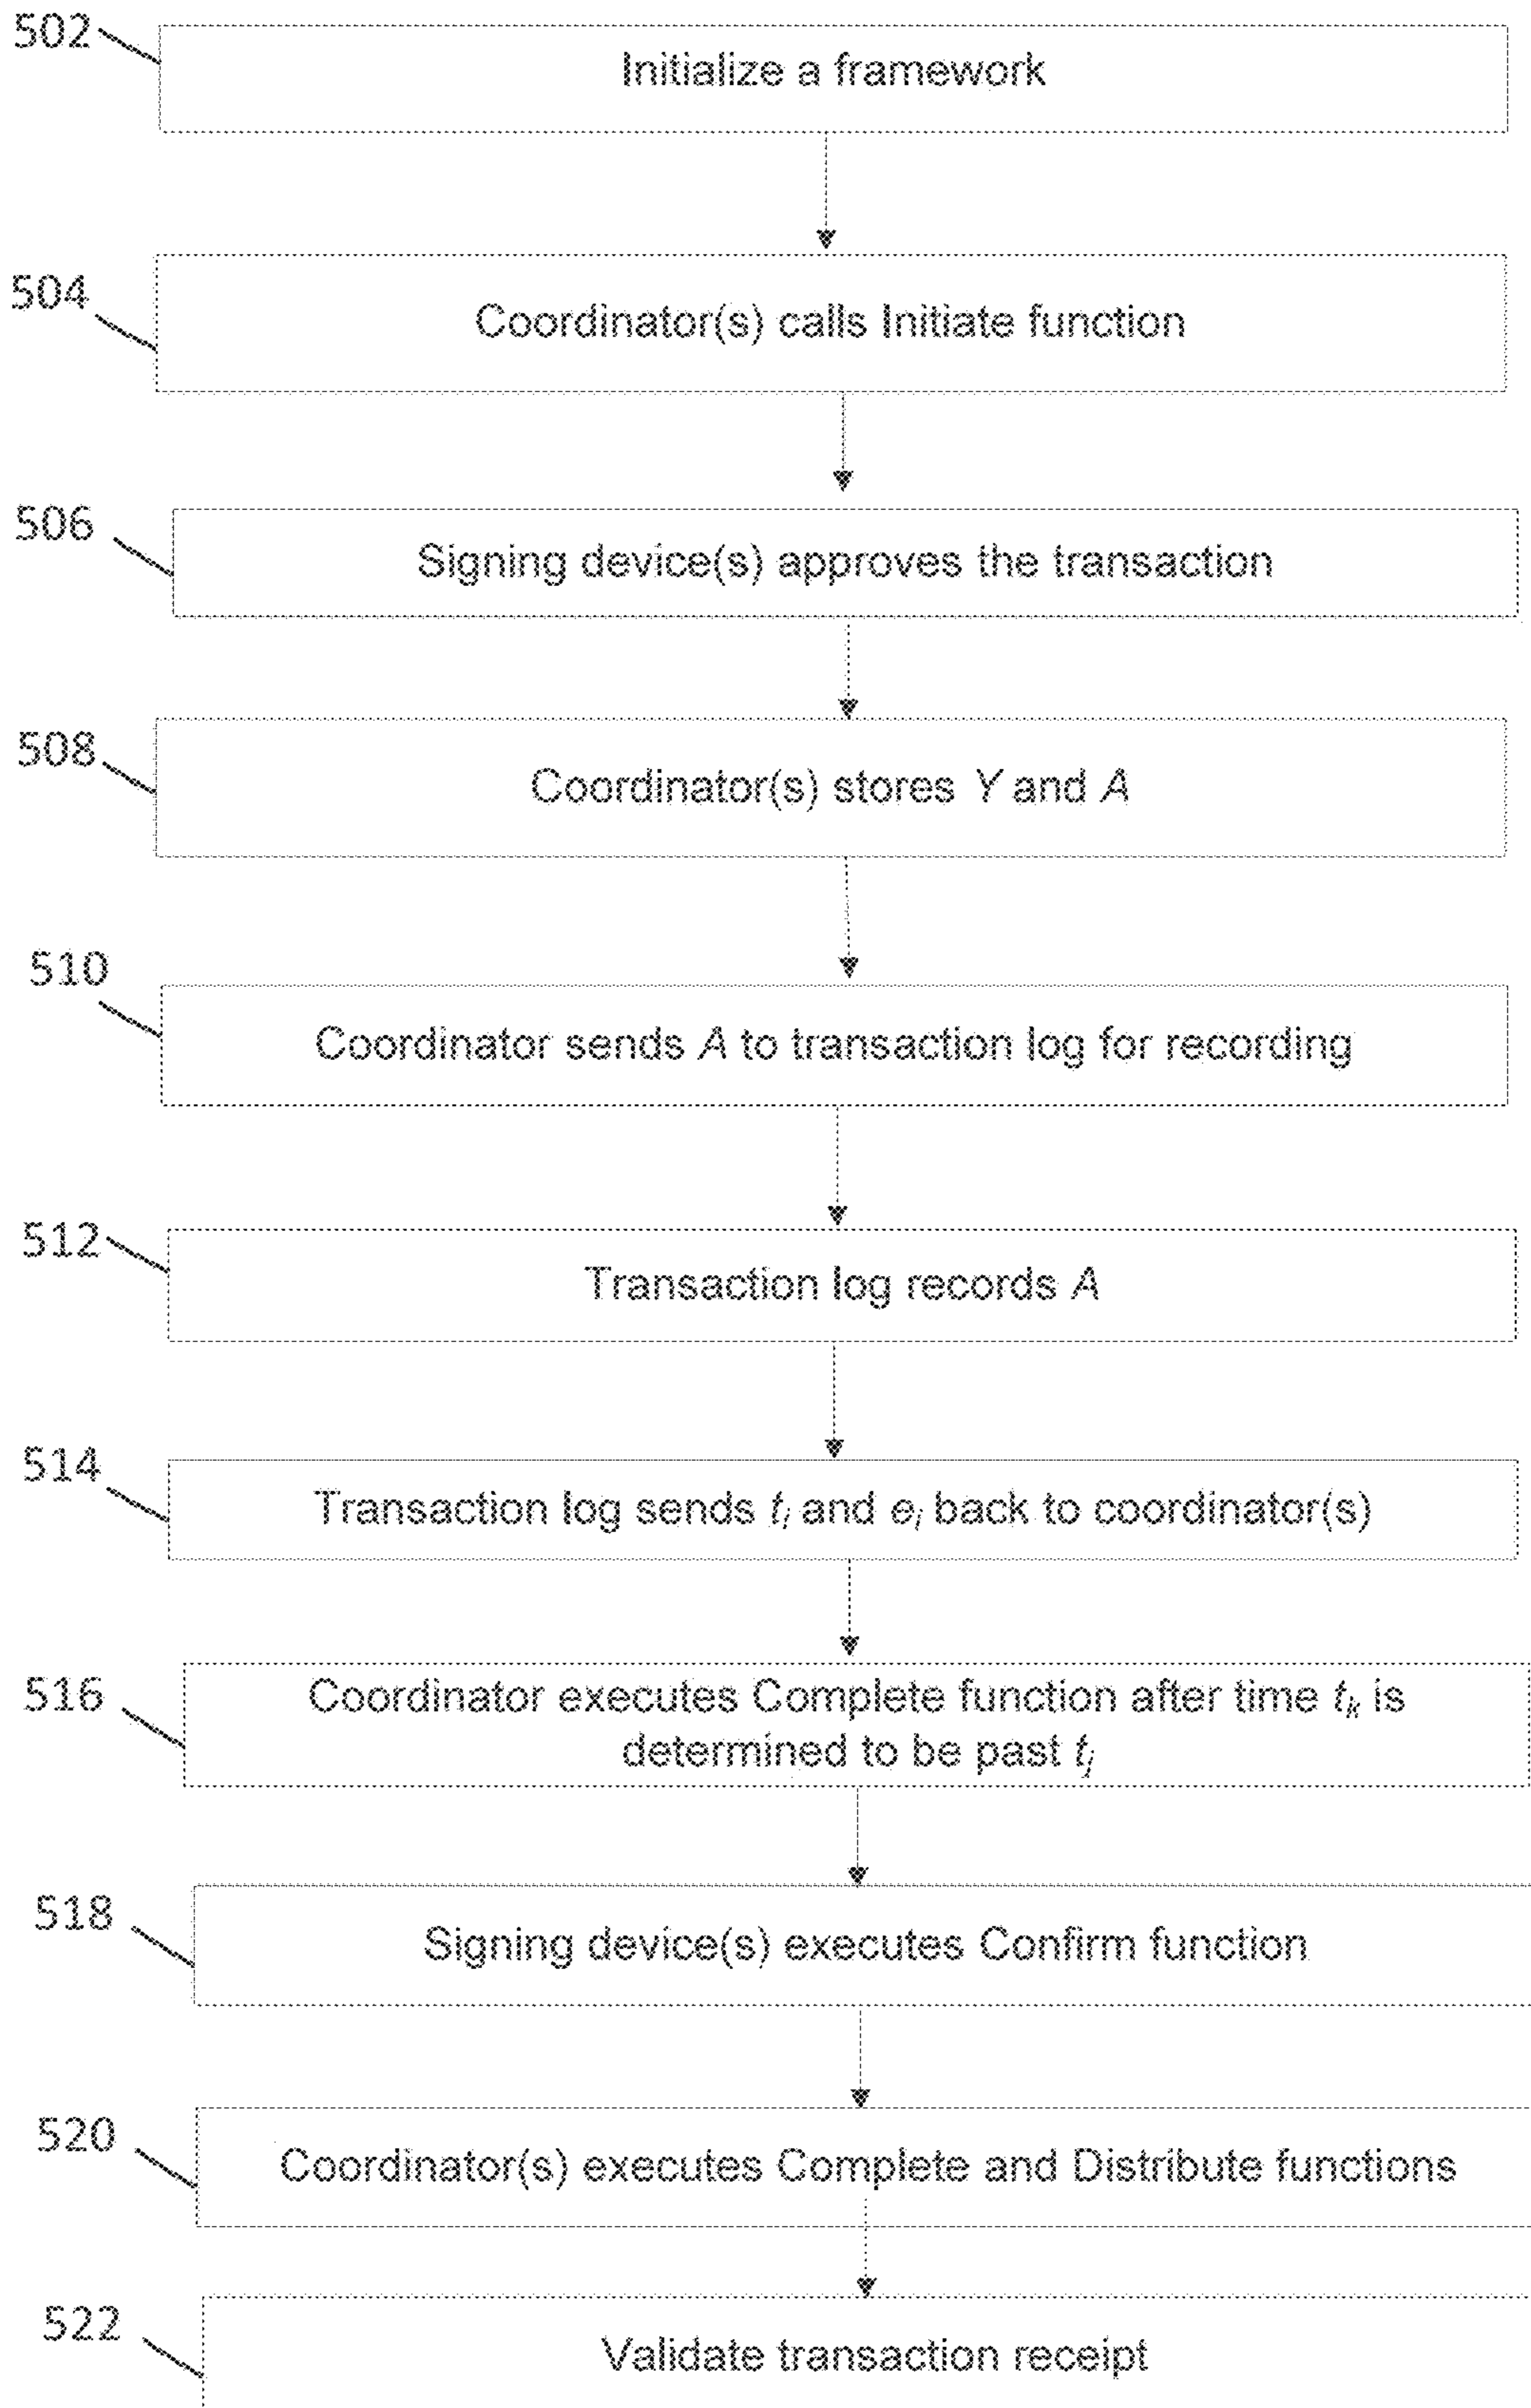 502
Initialize a framework
504
Coordinator(s) calls Initiate function
506
Signing device(s) approves the transaction
508
Coordinator(s) stores Y and A
510
Coordinator sends A to transaction log for recording
512
Transaction log records A
514
Transaction log sends tᵢ and eᵢ back to coordinator(s)
516
Coordinator executes Complete function after time tₖ is
determined to be past tⱼ
518
Signing device(s) executes Confirm function
520
Coordinator(s) executes Complete and Distribute functions
522
Validate transaction receipt